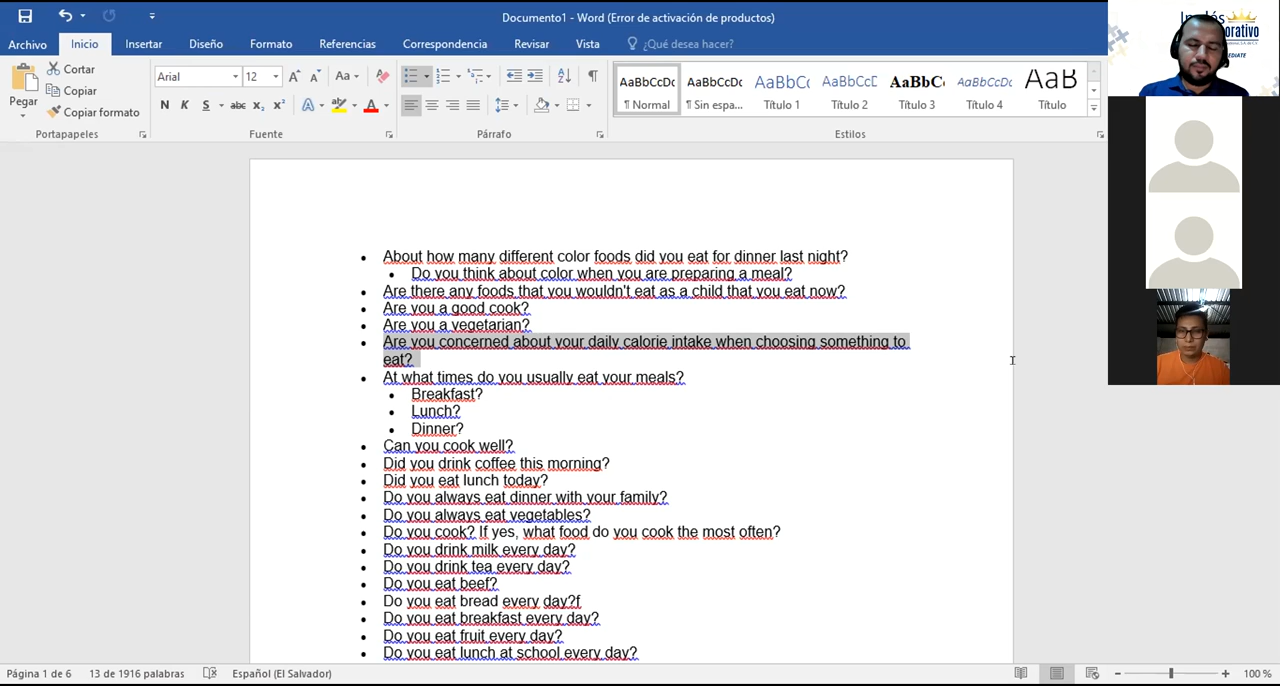 Documento1 - Word (Error de activación de productos)
Archivo Inicio Insertar Diseño Formato Referencias Correspondencia Revisar Vista ¿Qué desea hacer?
Pegar
Cortar
Copiar
Copiar formato
Portapapeles
Arial 12
N K S abc x₂ x²
Fuente
Párrafo
AaBbCcDc AaBbCcDc AaBbC AaBbCcD AaBbC AaBbCcDc AaB
¶ Normal ¶ Sin espa... Título 1 Título 2 Título 3 Título 4 Título
Estilos
About how many different color foods did you eat for dinner last night?
Do you think about color when you are preparing a meal?
Are there any foods that you wouldn't eat as a child that you eat now?
Are you a good cook?
Are you a vegetarian?
Are you concerned about your daily calorie intake when choosing something to
eat?
At what times do you usually eat your meals?
Breakfast?
Lunch?
Dinner?
Can you cook well?
Did you drink coffee this morning?
Did you eat lunch today?
Do you always eat dinner with your family?
Do you always eat vegetables?
Do you cook? If yes, what food do you cook the most often?
Do you drink milk every day?
Do you drink tea every day?
Do you eat beef?
Do you eat bread every day?f
Do you eat breakfast every day?
Do you eat fruit every day?
Do you eat lunch at school every day?
Página 1 de 6 13 de 1916 palabras Español (El Salvador) 100 %